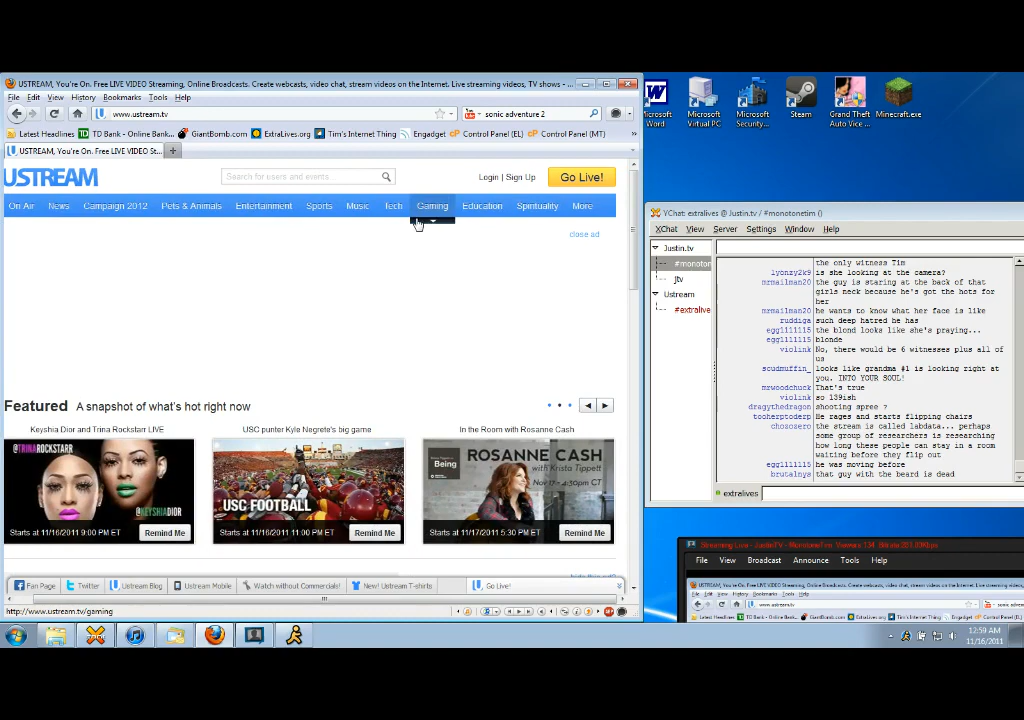 USTREAM, You're On. Free LIVE VIDEO Streaming, Online Broadcasts. Create webcasts, video chat, stream videos on the Internet. Live streaming videos, TV shows - ...
File Edit View History Bookmarks Tools Help
www.ustream.tv
sonic adventure 2
Latest Headlines TD Bank - Online Bank... GiantBomb.com ExtraLives.org Tim's Internet Thing Engadget Control Panel (EL) Control Panel (MT)
USTREAM, You're On. Free LIVE VIDEO St...
USTREAM
Search for users and events
Login | Sign Up
Go Live!
On Air News Campaign 2012 Pets & Animals Entertainment Sports Music Tech Gaming Education Spirituality More
close ad
Featured A snapshot of what's hot right now
Keyshia Dior and Trina Rockstarr LIVE
USC punter Kyle Negrete's big game
In the Room with Rosanne Cash
@TRINAROCKSTARR
@KEYSHIADIOR
Starts at 11/16/2011 9:00 PM ET Remind Me
USC FOOTBALL
Starts at 11/16/2011 11:00 PM ET Remind Me
Being
ROSANNE CASH
with Krista Tippett
Nov 17 - 4:30pm CT
Starts at 11/17/2011 5:30 PM ET Remind Me
Fan Page Twitter Ustream Blog Ustream Mobile Watch without Commercials! New! Ustream T-shirts Go Live!
http://www.ustream.tv/gaming
Microsoft Word
Microsoft Virtual PC
Microsoft Security...
Steam
Grand Theft Auto Vice ...
Minecraft.exe
YChat: extralives @ Justin.tv / #monotonetim ()
XChat View Server Settings Window Help
Justin.tv
#monoton
jtv
Ustream
#extralive
the only witness Tim
lyonzy2k9 is she looking at the camera?
mrmailman20 the guy is staring at the back of that
girls neck because he's got the hots for
her
mrmailman20 he wants to know what her face is like
ruddiga such deep hatred he has
egg1111115 the blond looks like she's praying...
egg1111115 blonde
violink No, there would be 6 witnesses plus all of
us
scudmuffin_ looks like grandma #1 is looking right at
you. INTO YOUR SOUL!
mrwoodchuck That's true
violink so 139ish
dragythedragon shooting spree ?
tooherptoderp He rages and starts flipping chairs
chosozero the stream is called labdata... perhaps
some group of researchers is researching
how long these people can stay in a room
waiting before they flip out
egg1111115 he was moving before
brutalnys that guy with the beard is dead
extralives
File View Broadcast Announce Tools Help
12:59 AM
11/16/2011